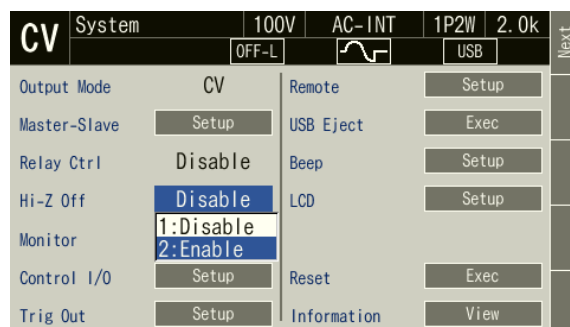 CV System 100V AC-INT 1P2W 2.0k
OFF-L USB
Next
Output Mode CV
Master-Slave Setup
Relay Ctrl Disable
Hi-Z Off Disable
1:Disable
2:Enable
Monitor
Control I/O Setup
Trig Out Setup
Remote Setup
USB Eject Exec
Beep Setup
LCD Setup
Reset Exec
Information View